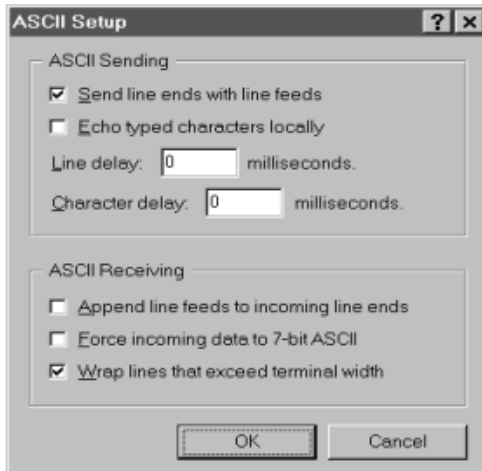 ASCII Setup
ASCII Sending
Send line ends with line feeds
Echo typed characters locally
Line delay: 0 milliseconds.
Character delay: 0 milliseconds.
ASCII Receiving
Append line feeds to incoming line ends
Force incoming data to 7-bit ASCII
Wrap lines that exceed terminal width
OK Cancel